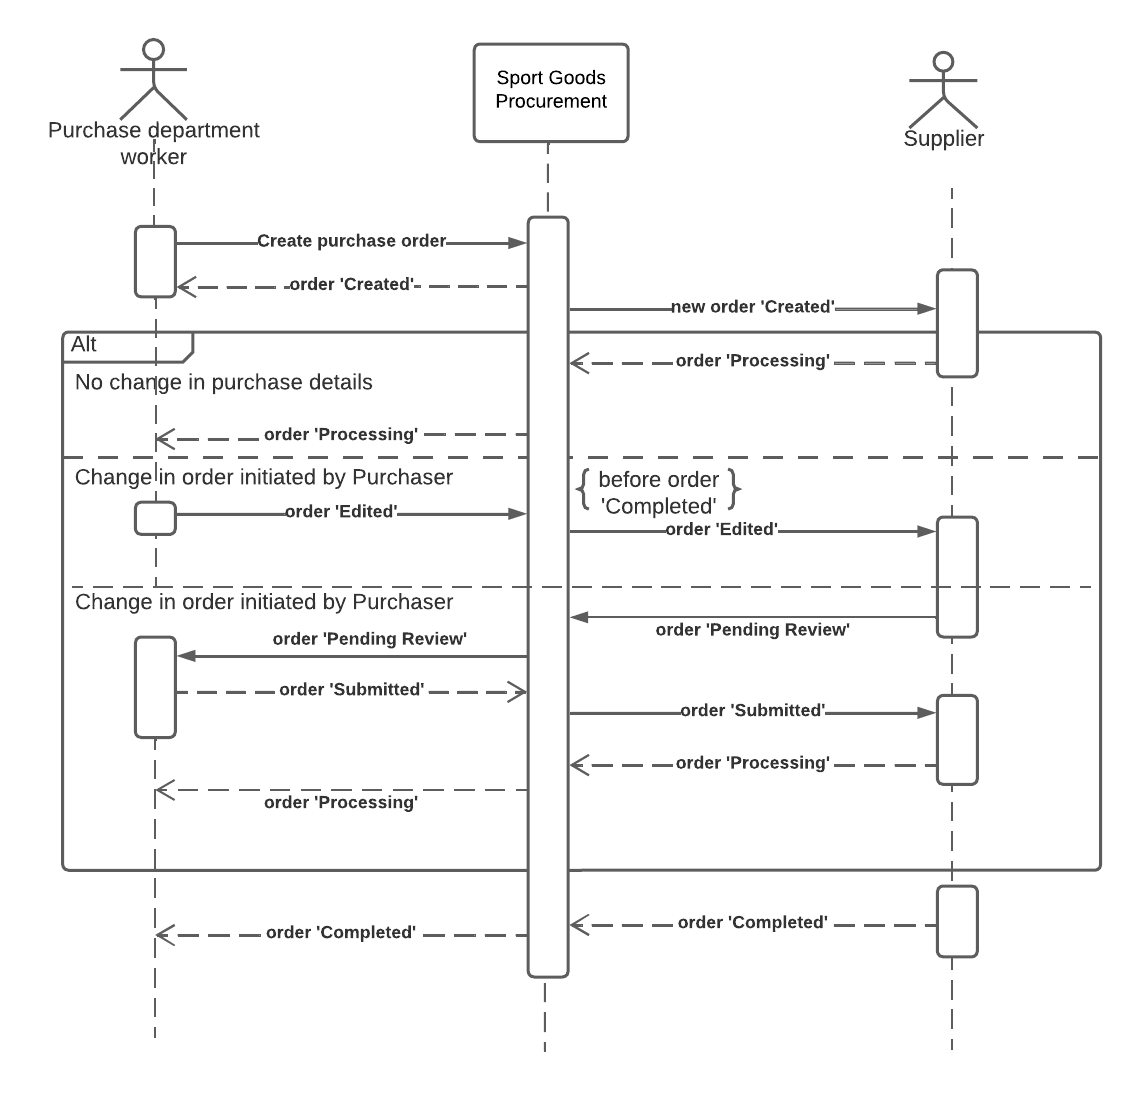 Purchase department
worker
Sport Goods
Procurement
Supplier
Create purchase order
order 'Created'
new order 'Created'
Alt
order 'Processing'
No change in purchase details
order 'Processing'
Change in order initiated by Purchaser
before order
'Completed'
order 'Edited'
order 'Edited'
Change in order initiated by Purchaser
order 'Pending Review'
order 'Pending Review'
order 'Submitted'
order 'Submitted'
order 'Processing'
order 'Processing'
order 'Completed'
order 'Completed'